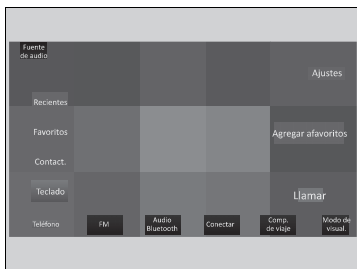 Fuente
de audio
Ajustes
Recientes
Favoritos
Agregar afavoritos
Contact.
Teclado
Llamar
Teléfono
FM
Audio
Bluetooth
Conectar
Comp.
de viaje
Modo de
visual.